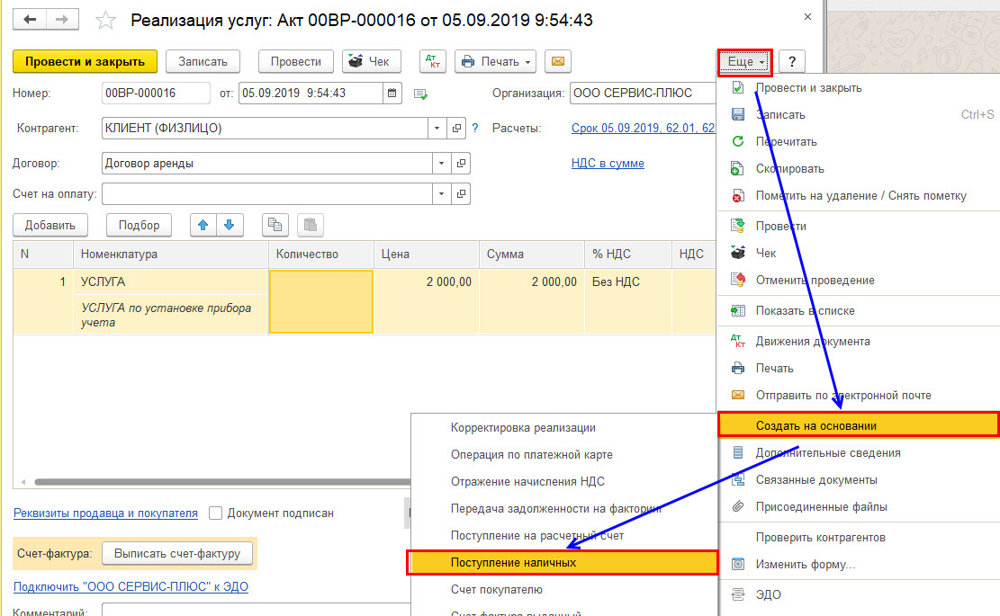 Реализация услуг: Акт 00ВР-000016 от 05.09.2019 9:54:43
Провести и закрыть
Записать
Провести
Чек
Дт Кт
Печать
Еще
?
Номер:
00ВР-000016
от:
05.09.2019 9:54:43
Организация:
ООО СЕРВИС-ПЛЮС
Контрагент:
КЛИЕНТ (ФИЗЛИЦО)
?
Расчеты:
Срок 05.09.2019, 62.01, 62
Договор:
Договор аренды
НДС в сумме
Счет на оплату:
Добавить
Подбор
N
Номенклатура
Количество
Цена
Сумма
% НДС
НДС
1
УСЛУГА
2 000,00
2 000,00
Без НДС
УСЛУГА по установке прибора
учета
Реквизиты продавца и покупателя
Документ подписан
Счет-фактура:
Выписать счет-фактуру
Подключить "ООО СЕРВИС-ПЛЮС" к ЭДО
Комментарий:
Провести и закрыть
Записать
Ctrl+S
Перечитать
Скопировать
Пометить на удаление / Снять пометку
Провести
Чек
Отменить проведение
Показать в списке
Дт Кт
Движения документа
Печать
Отправить по электронной почте
Создать на основании
Дополнительные сведения
Связанные документы
Присоединенные файлы
Проверить контрагентов
Изменить форму...
ЭДО
Корректировка реализации
Операция по платежной карте
Отражение начисления НДС
Передача задолженности на факторинг
Поступление на расчетный счет
Поступление наличных
Счет покупателю
Счет-фактура выданный